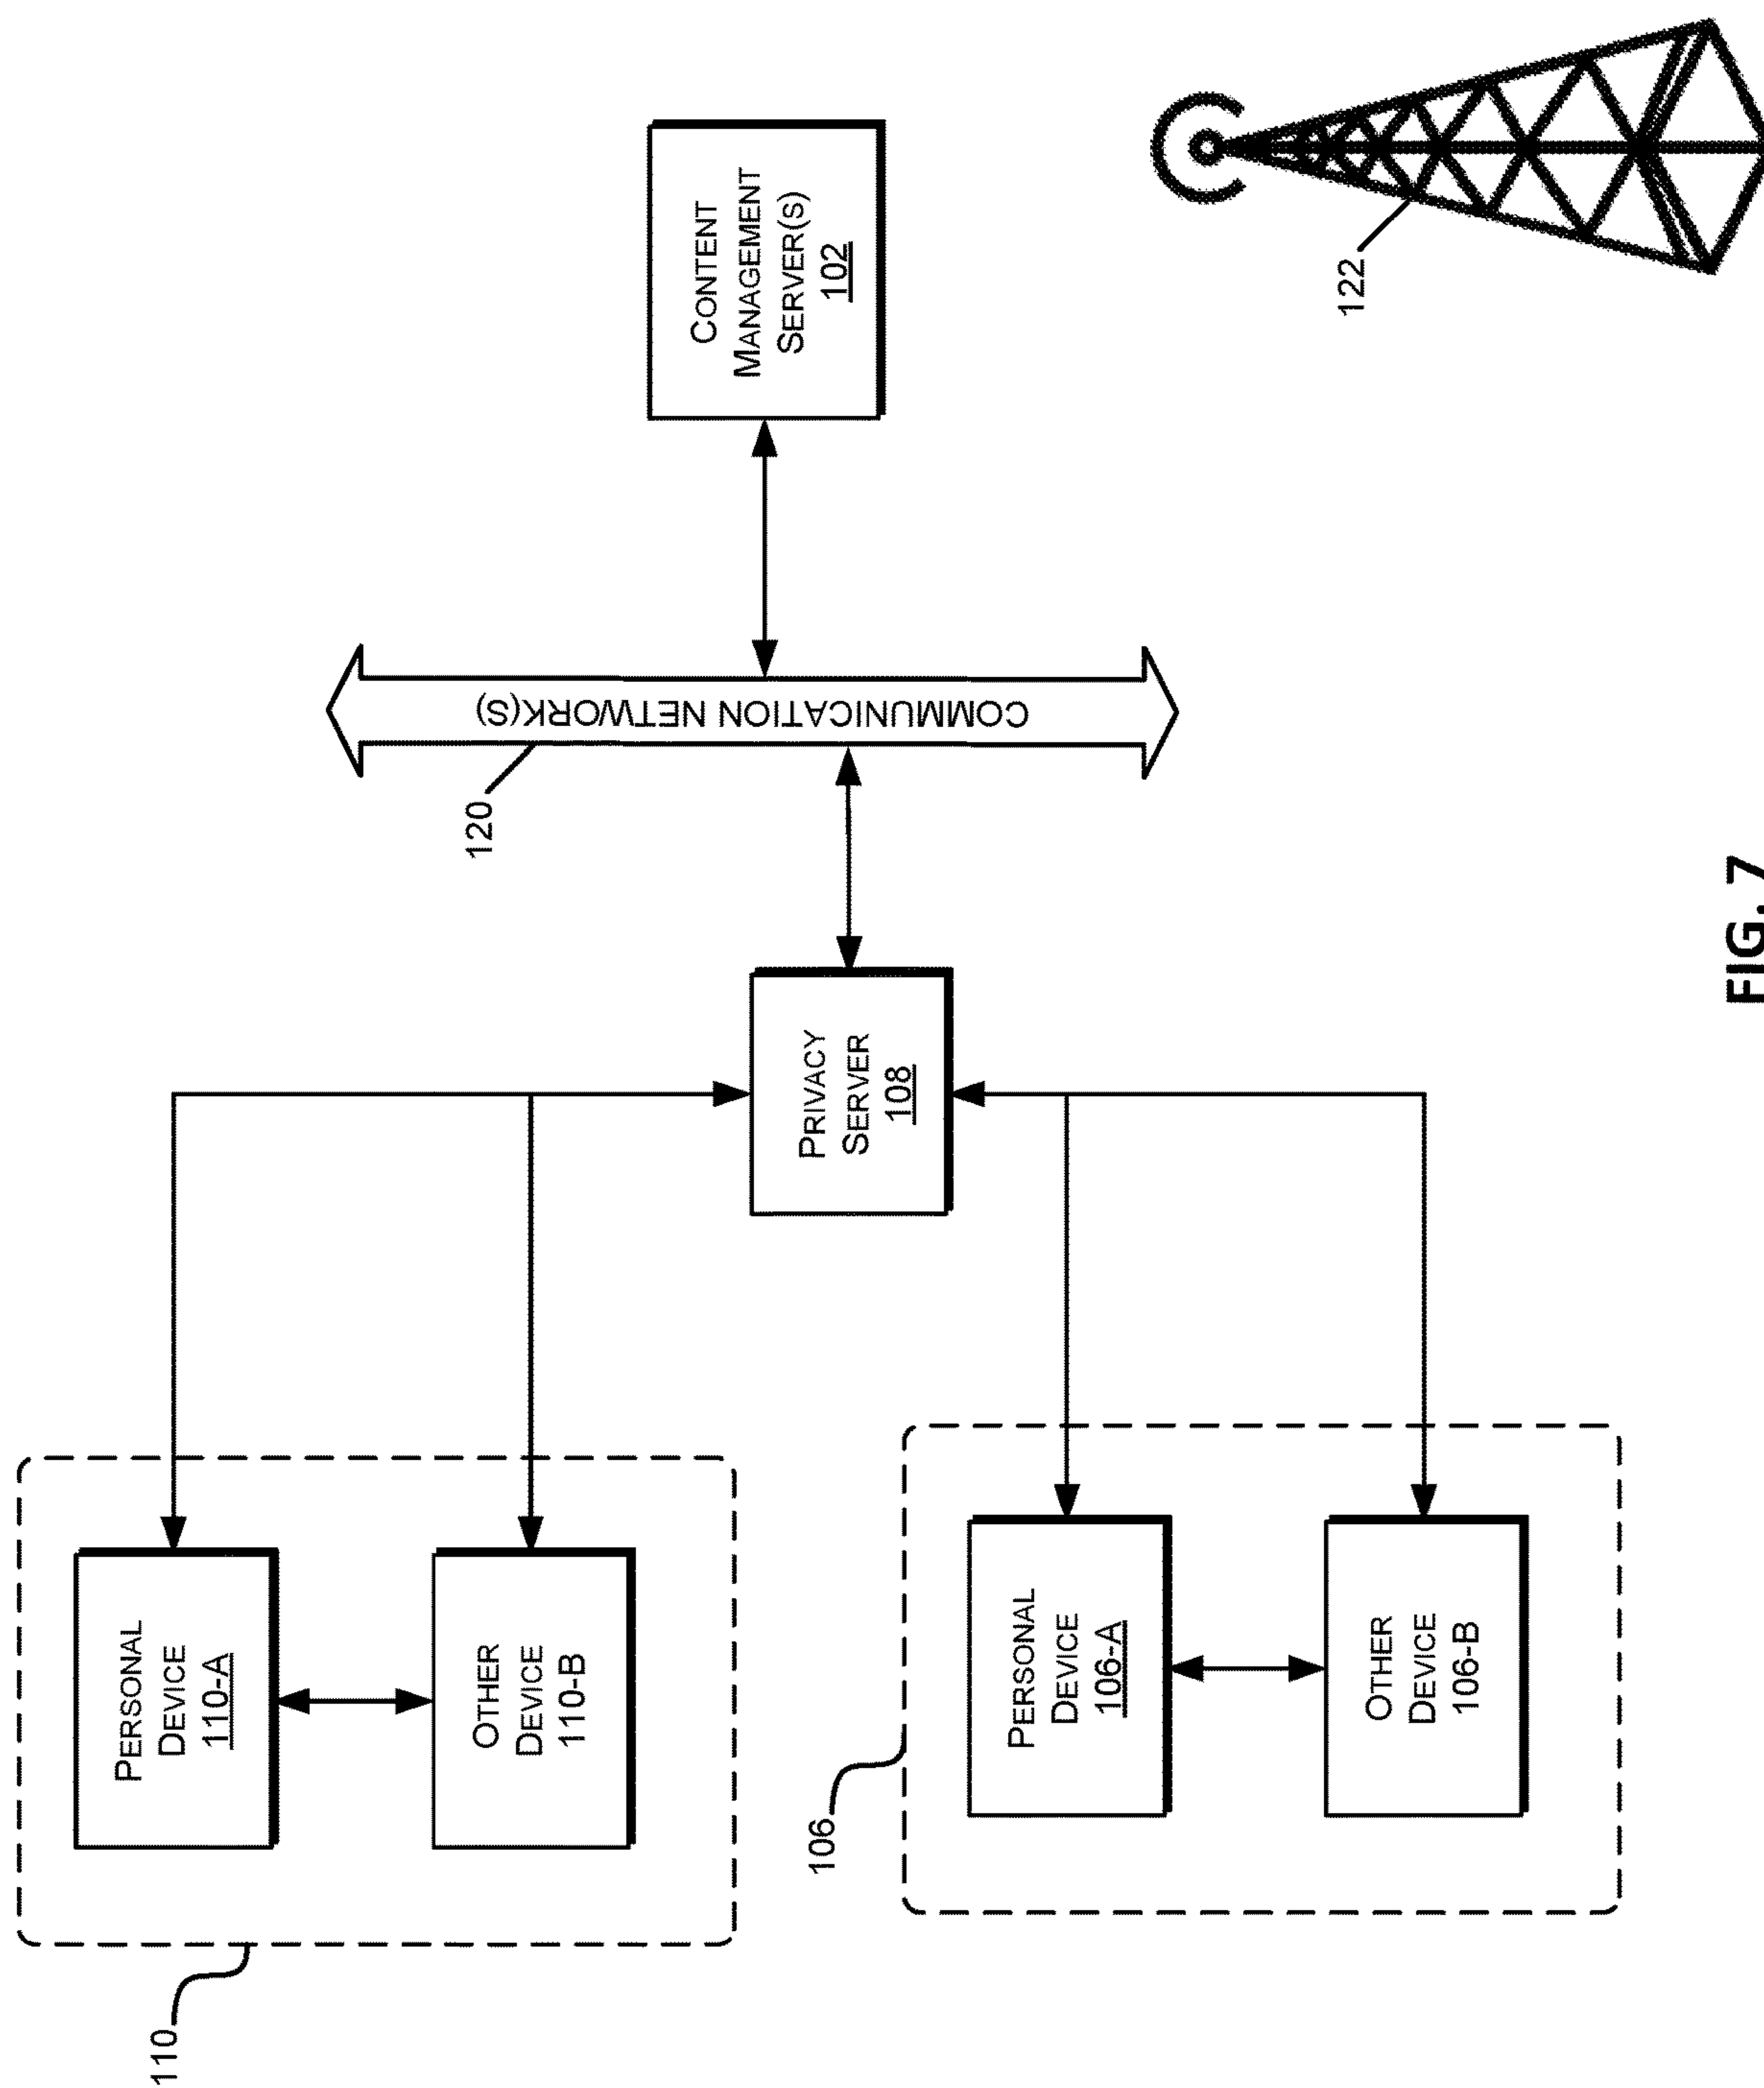 110
PERSONAL
DEVICE
110-A
OTHER
DEVICE
110-B
106
PERSONAL
DEVICE
106-A
OTHER
DEVICE
106-B
PRIVACY
SERVER
108
120
COMMUNICATION NETWORK(S)
CONTENT
MANAGEMENT
SERVER(S)
102
122
FIG. 7